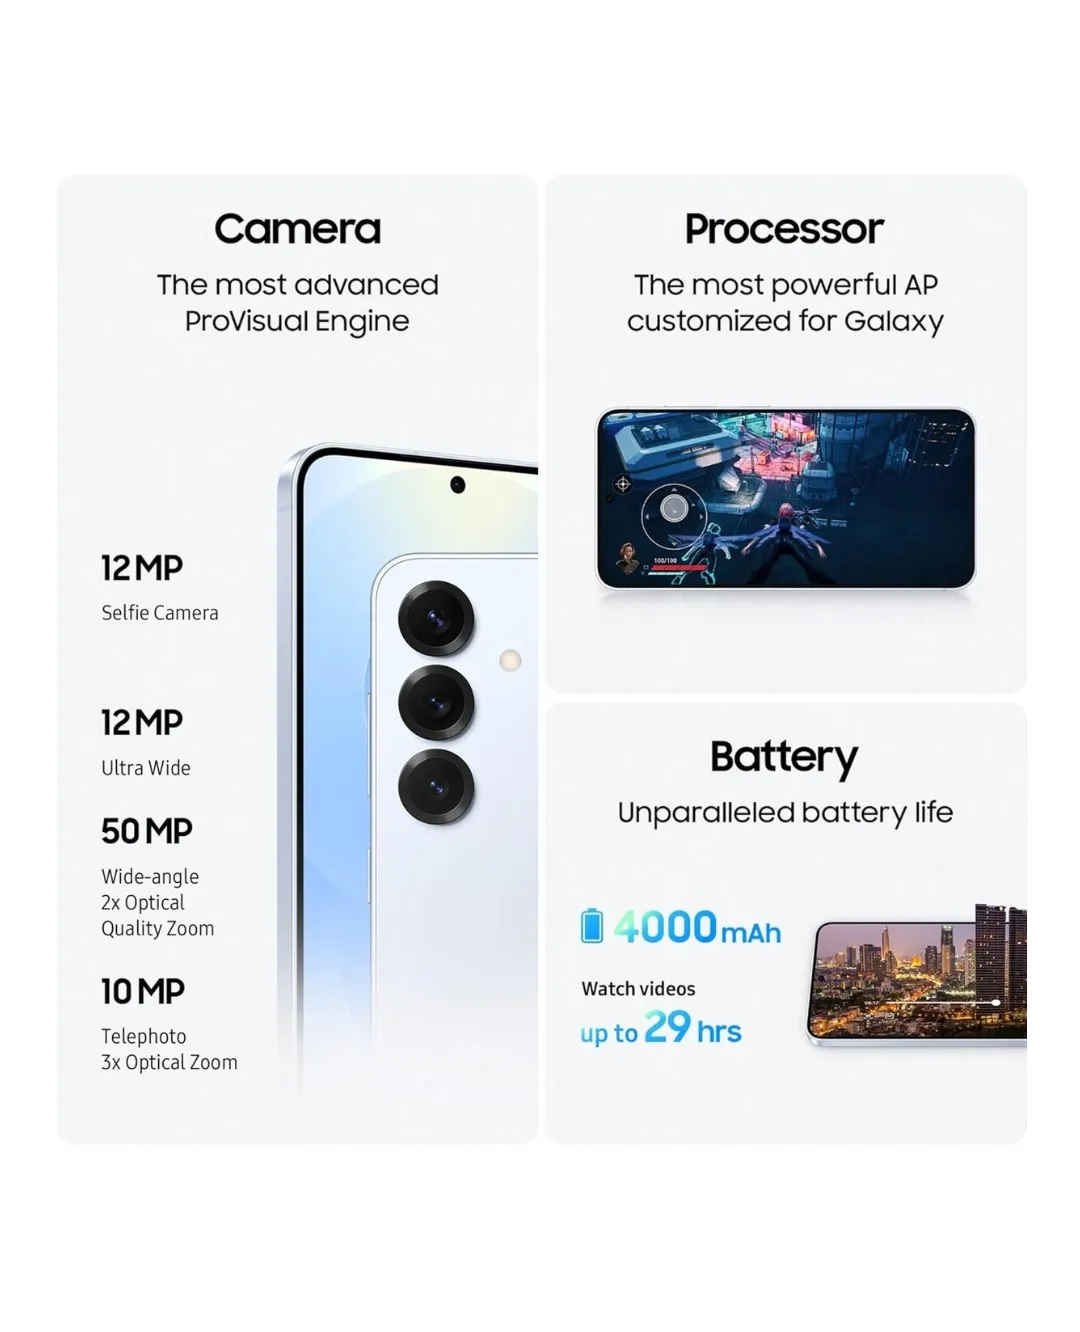 Camera
The most advanced
ProVisual Engine
12 MP
Selfie Camera
12 MP
Ultra Wide
50 MP
Wide-angle
2x Optical
Quality Zoom
10 MP
Telephoto
3x Optical Zoom
Processor
The most powerful AP
customized for Galaxy
100/100
Battery
Unparalleled battery life
4000 mAh
Watch videos
up to 29 hrs